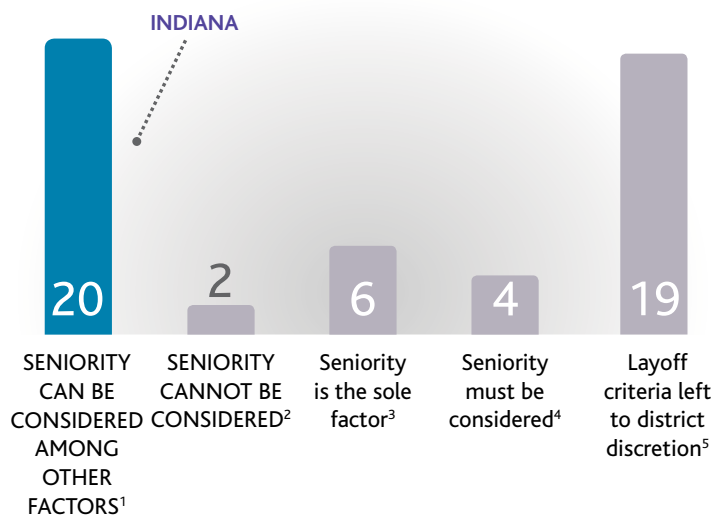 INDIANA
20
2
6
4
19
SENIORITY
CAN BE
CONSIDERED
AMONG
OTHER
FACTORS¹
SENIORITY
CANNOT BE
CONSIDERED²
Seniority
is the sole
factor³
Seniority
must be
considered⁴
Layoff
criteria left
to district
discretion⁵